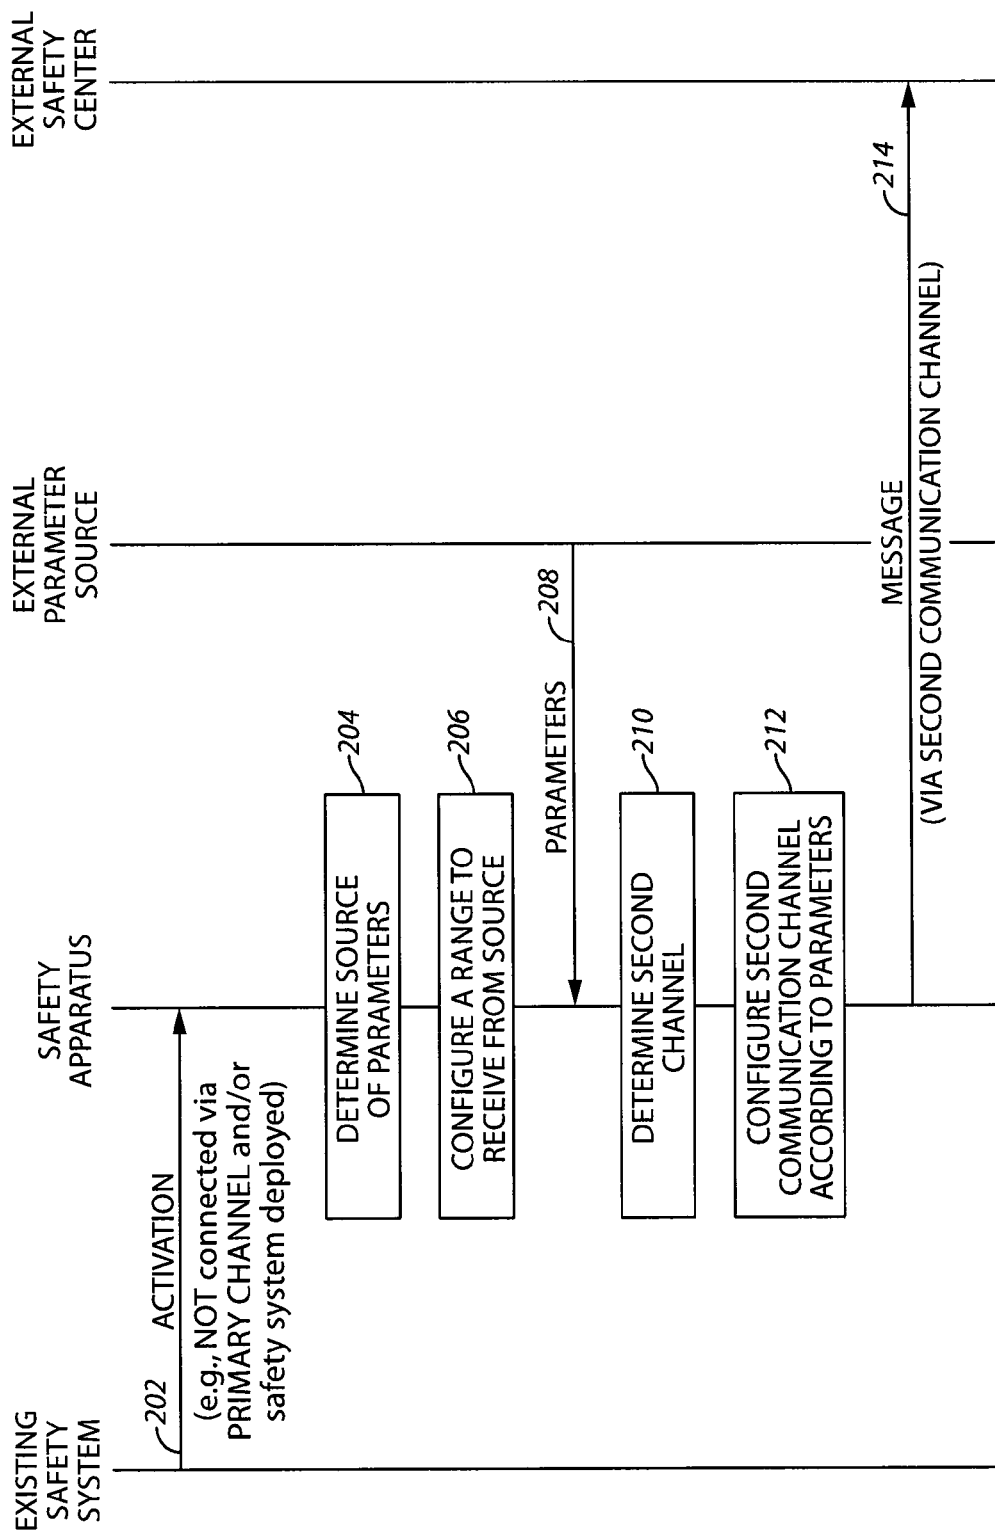 EXISTING
SAFETY
SYSTEM
SAFETY
APPARATUS
EXTERNAL
PARAMETER
SOURCE
EXTERNAL
SAFETY
CENTER
202
ACTIVATION
(e.g., NOT connected via
PRIMARY CHANNEL and/or
safety system deployed)
DETERMINE SOURCE
OF PARAMETERS
204
CONFIGURE A RANGE TO
RECEIVE FROM SOURCE
206
PARAMETERS
208
DETERMINE SECOND
CHANNEL
210
CONFIGURE SECOND
COMMUNICATION CHANNEL
ACCORDING TO PARAMETERS
212
MESSAGE
214
(VIA SECOND COMMUNICATION CHANNEL)